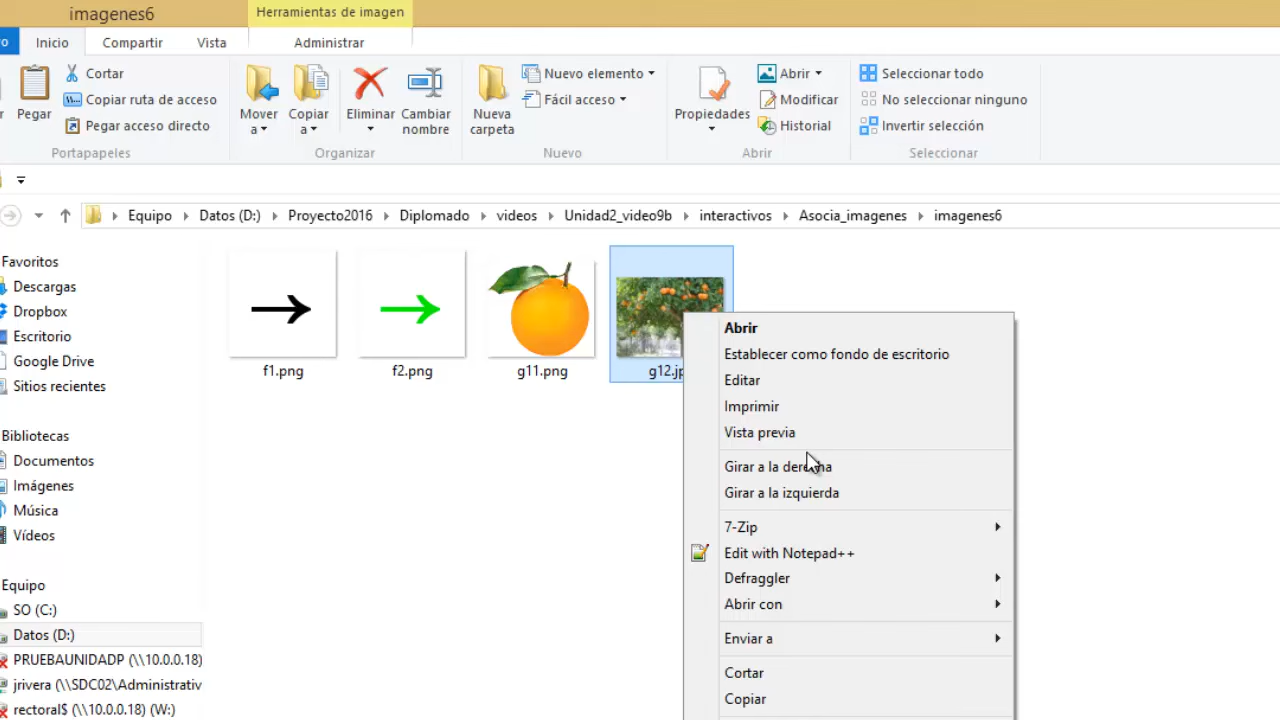 imagenes6
Herramientas de imagen
Inicio
Compartir
Vista
Administrar
Pegar
Cortar
Copiar ruta de acceso
Pegar acceso directo
Portapapeles
Mover a
Copiar a
Eliminar
Cambiar nombre
Organizar
Nueva carpeta
Nuevo elemento
Fácil acceso
Nuevo
Propiedades
Abrir
Modificar
Historial
Abrir
Seleccionar todo
No seleccionar ninguno
Invertir selección
Seleccionar
Equipo
Datos (D:)
Proyecto2016
Diplomado
videos
Unidad2_video9b
interactivos
Asocia_imagenes
imagenes6
Favoritos
Descargas
Dropbox
Escritorio
Google Drive
Sitios recientes
Bibliotecas
Documentos
Imágenes
Música
Vídeos
Equipo
SO (C:)
Datos (D:)
PRUEBAUNIDADP (\\10.0.0.18)
jrivera (\\SDC02\Administrativ
rectoral$ (\\10.0.0.18) (W:)
f1.png
f2.png
g11.png
g12.jp
Abrir
Establecer como fondo de escritorio
Editar
Imprimir
Vista previa
Girar a la derecha
Girar a la izquierda
7-Zip
Edit with Notepad++
Defraggler
Abrir con
Enviar a
Cortar
Copiar